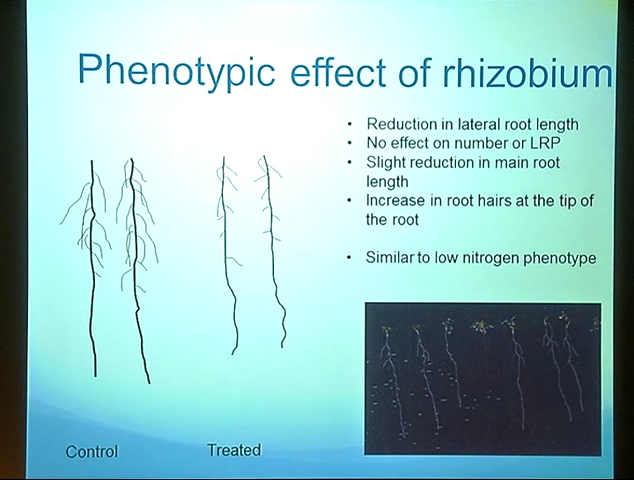 Phenotypic effect of rhizobium
• Reduction in lateral root length
• No effect on number or LRP
• Slight reduction in main root
length
• Increase in root hairs at the tip of
the root
• Similar to low nitrogen phenotype
Control
Treated